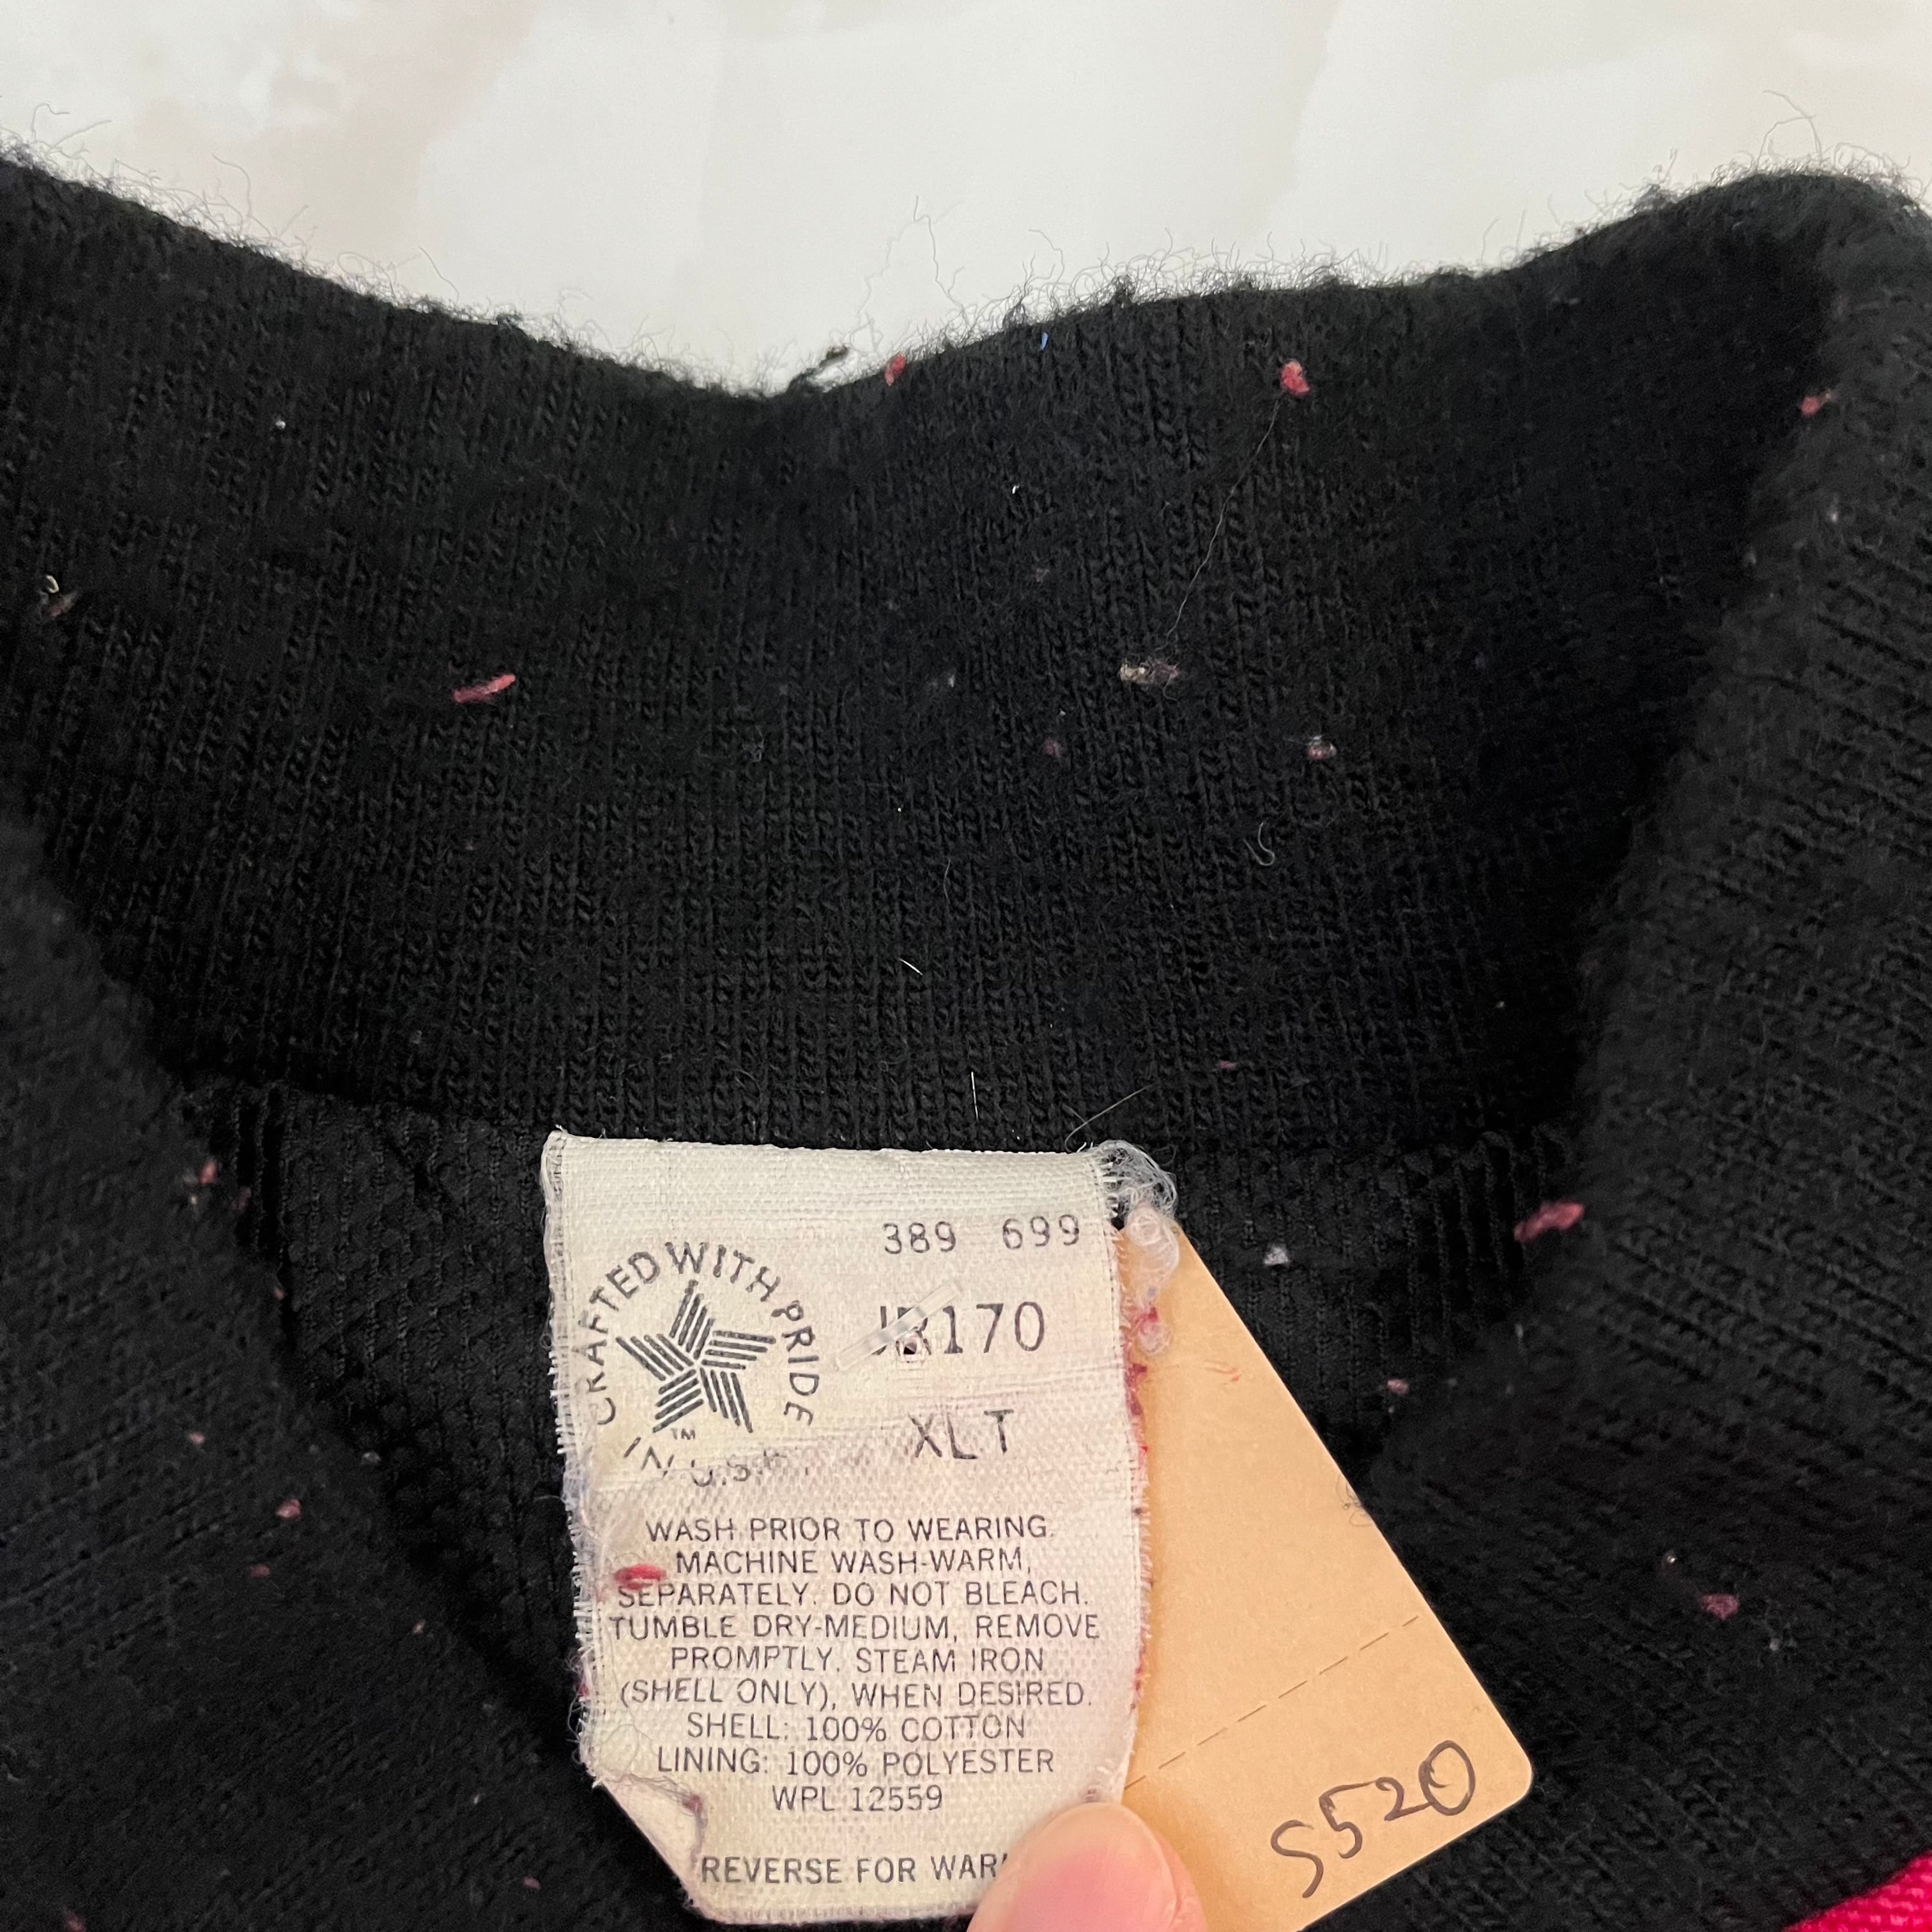 389 699
CRAFTED WITH PRIDE
IN U.S.A.
TM
JR170
XLT
WASH PRIOR TO WEARING.
MACHINE WASH-WARM,
SEPARATELY. DO NOT BLEACH.
TUMBLE DRY-MEDIUM, REMOVE
PROMPTLY. STEAM IRON
(SHELL ONLY), WHEN DESIRED.
SHELL: 100% COTTON
LINING: 100% POLYESTER
WPL 12559
REVERSE FOR
S520